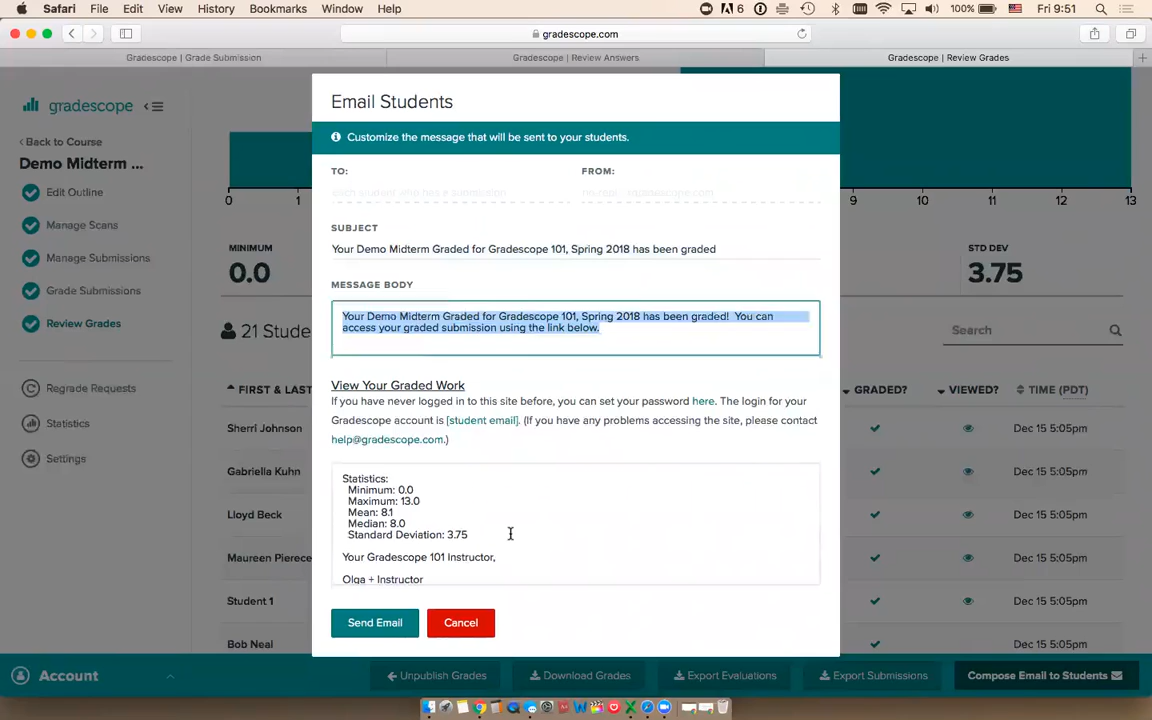 Safari File Edit View History Bookmarks Window Help 6 100% Fri 9:51
gradescope.com
Gradescope | Grade Submission Gradescope | Review Answers Gradescope | Review Grades
gradescope
Back to Course
Demo Midterm ...
Edit Outline
Manage Scans
Manage Submissions
Grade Submissions
Review Grades
Regrade Requests
Statistics
Settings
Account
0 1 9 10 11 12 13
MINIMUM
0.0
STD DEV
3.75
21 Stude
Search
FIRST & LAS GRADED? VIEWED? TIME (PDT)
Sherri Johnson Dec 15 5:05pm
Gabriella Kuhn Dec 15 5:05pm
Lloyd Beck Dec 15 5:05pm
Maureen Pierece Dec 15 5:05pm
Student 1 Dec 15 5:05pm
Bob Neal Dec 15 5:05pm
Email Students
Customize the message that will be sent to your students.
TO: FROM:
Each student who has a submission
SUBJECT
Your Demo Midterm Graded for Gradescope 101, Spring 2018 has been graded
MESSAGE BODY
Your Demo Midterm Graded for Gradescope 101, Spring 2018 has been graded! You can
access your graded submission using the link below.
View Your Graded Work
If you have never logged in to this site before, you can set your password here. The login for your
Gradescope account is [student email]. (If you have any problems accessing the site, please contact
help@gradescope.com.)
Statistics:
Minimum: 0.0
Maximum: 13.0
Mean: 8.1
Median: 8.0
Standard Deviation: 3.75
Your Gradescope 101 Instructor,
Olga + Instructor
Send Email Cancel
Unpublish Grades Download Grades Export Evaluations Export Submissions Compose Email to Students